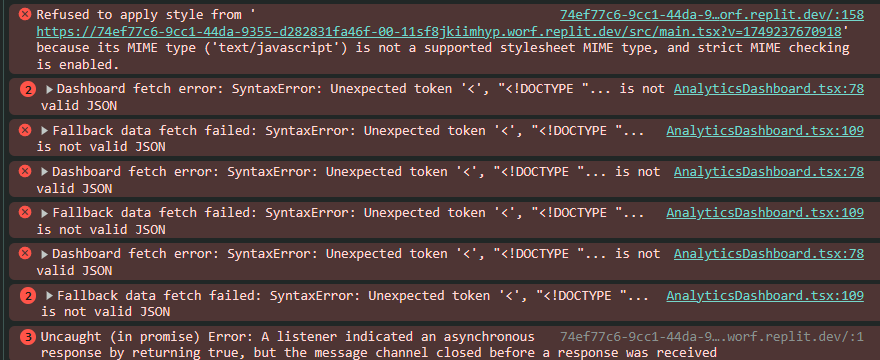 Refused to apply style from ' 74ef77c6-9cc1-44da-9…orf.replit.dev/:158
https://74ef77c6-9cc1-44da-9355-d282831fa46f-00-11sf8jkiimhyp.worf.replit.dev/src/main.tsx?v=1749237670918'
because its MIME type ('text/javascript') is not a supported stylesheet MIME type, and strict MIME checking
is enabled.
2 ▶Dashboard fetch error: SyntaxError: Unexpected token '<', "<!DOCTYPE "... is not AnalyticsDashboard.tsx:78
valid JSON
▶Fallback data fetch failed: SyntaxError: Unexpected token '<', "<!DOCTYPE "... AnalyticsDashboard.tsx:109
is not valid JSON
▶Dashboard fetch error: SyntaxError: Unexpected token '<', "<!DOCTYPE "... is not AnalyticsDashboard.tsx:78
valid JSON
▶Fallback data fetch failed: SyntaxError: Unexpected token '<', "<!DOCTYPE "... AnalyticsDashboard.tsx:109
is not valid JSON
▶Dashboard fetch error: SyntaxError: Unexpected token '<', "<!DOCTYPE "... is not AnalyticsDashboard.tsx:78
valid JSON
2 ▶Fallback data fetch failed: SyntaxError: Unexpected token '<', "<!DOCTYPE "... AnalyticsDashboard.tsx:109
is not valid JSON
3 Uncaught (in promise) Error: A listener indicated an asynchronous 74ef77c6-9cc1-44da-9….worf.replit.dev/:1
response by returning true, but the message channel closed before a response was received